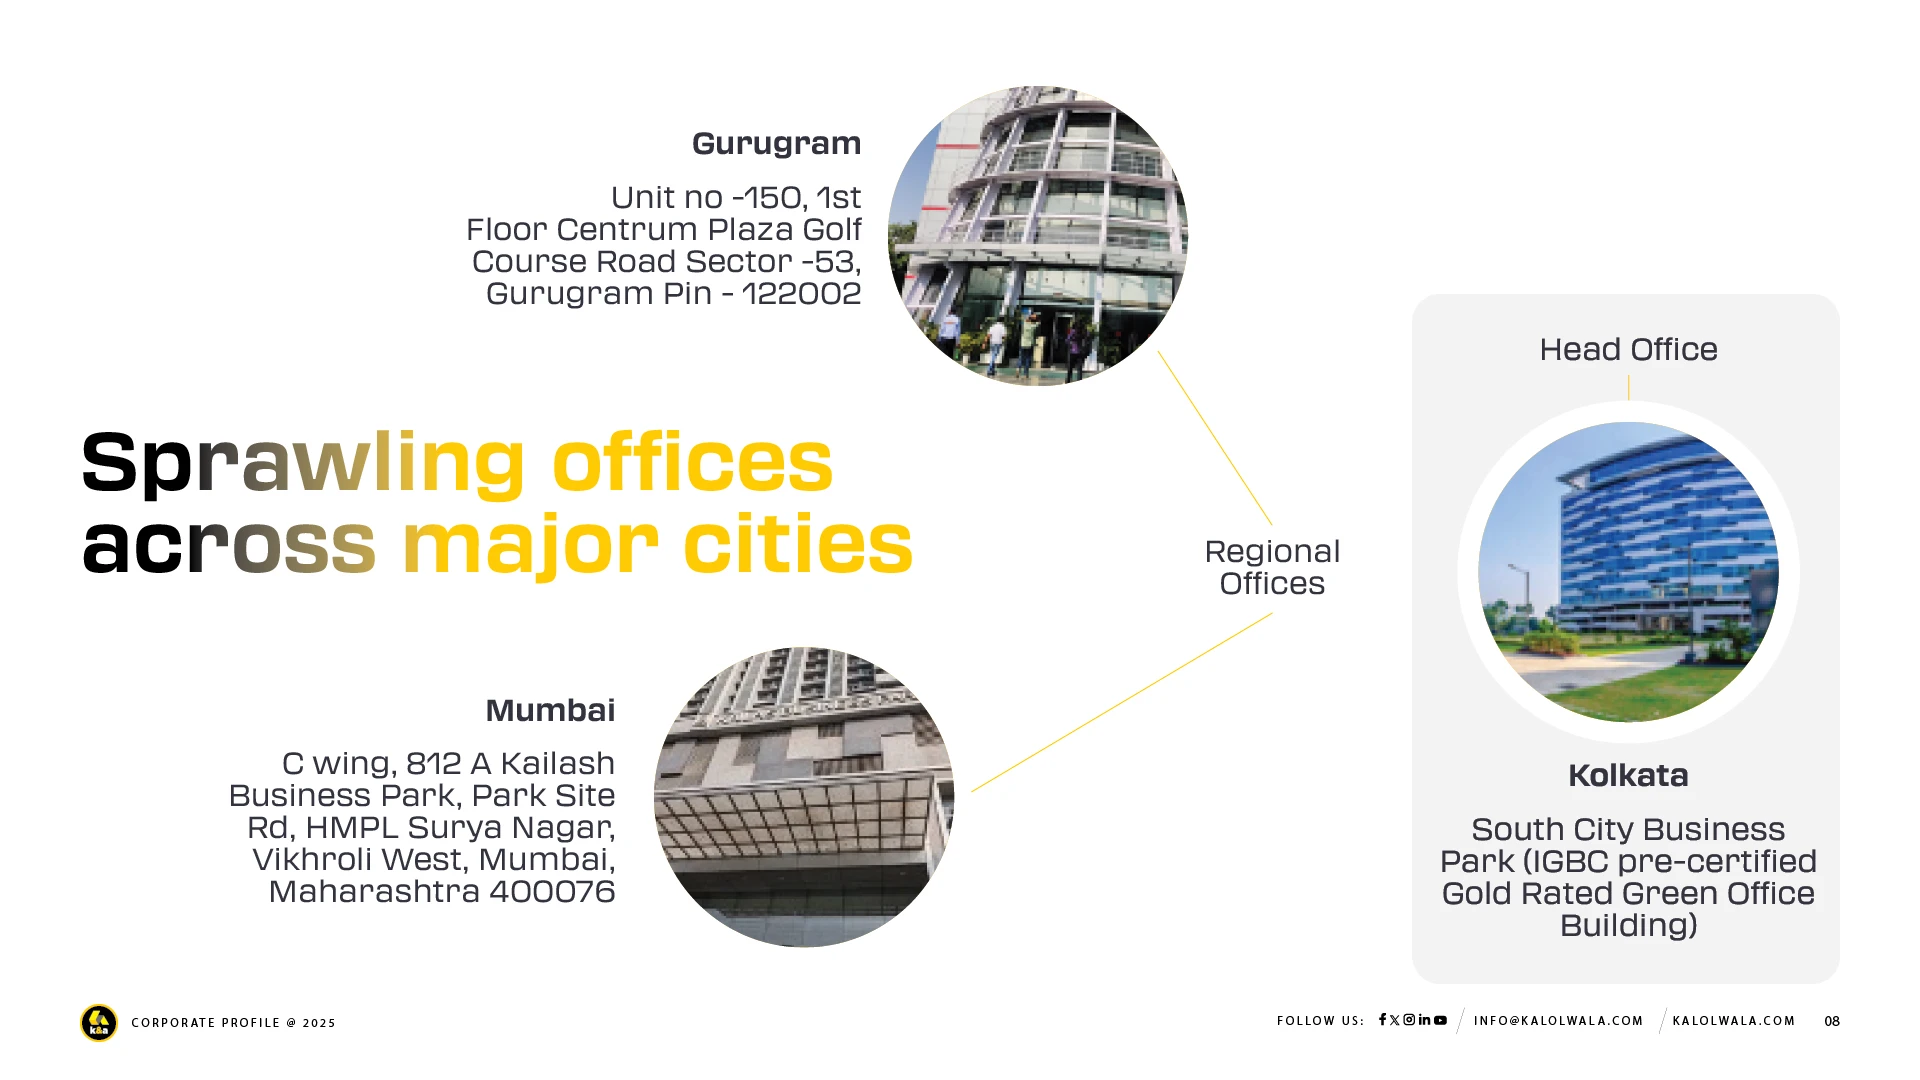 Gurugram
Unit no -150, 1st
Floor Centrum Plaza Golf
Course Road Sector -53,
Gurugram Pin - 122002
Sprawling offices
across major cities
Regional
Offices
Mumbai
C wing, 812 A Kailash
Business Park, Park Site
Rd, HMPL Surya Nagar,
Vikhroli West, Mumbai,
Maharashtra 400076
Head Office
Kolkata
South City Business
Park (IGBC pre-certified
Gold Rated Green Office
Building)
k&a
CORPORATE PROFILE @ 2025
FOLLOW US:
INFO@KALOLWALA.COM
KALOLWALA.COM
08